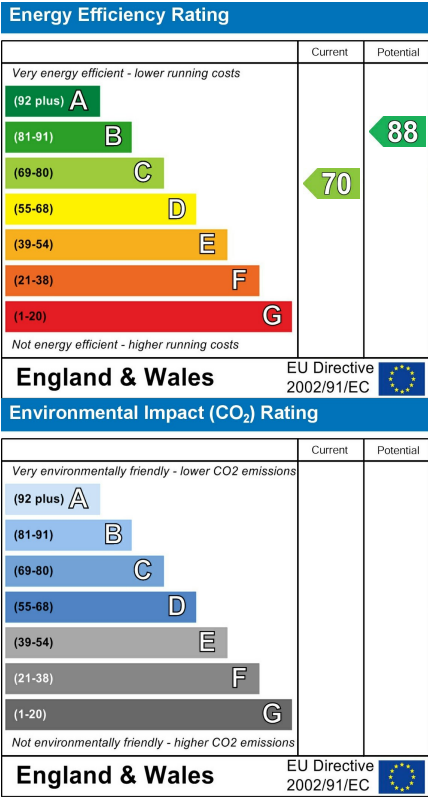 Energy Efficiency Rating
Current Potential
Very energy efficient - lower running costs
(92 plus) A
(81-91) B
88
(69-80) C
70
(55-68) D
(39-54) E
(21-38) F
(1-20) G
Not energy efficient - higher running costs
England & Wales
EU Directive
2002/91/EC
Environmental Impact (CO₂) Rating
Current Potential
Very environmentally friendly - lower CO2 emissions
(92 plus) A
(81-91) B
(69-80) C
(55-68) D
(39-54) E
(21-38) F
(1-20) G
Not environmentally friendly - higher CO2 emissions
England & Wales
EU Directive
2002/91/EC